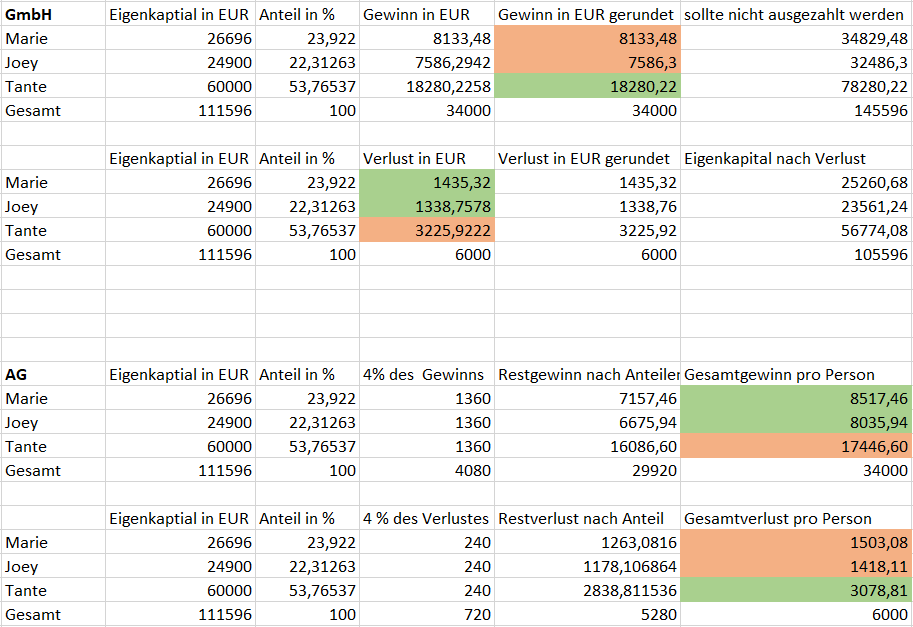 GmbH Eigenkaptial in EUR Anteil in % Gewinn in EUR Gewinn in EUR gerundet sollte nicht ausgezahlt werden
Marie 26696 23,922 8133,48 8133,48 34829,48
Joey 24900 22,31263 7586,2942 7586,3 32486,3
Tante 60000 53,76537 18280,2258 18280,22 78280,22
Gesamt 111596 100 34000 34000 145596
Eigenkaptial in EUR Anteil in % Verlust in EUR Verlust in EUR gerundet Eigenkapital nach Verlust
Marie 26696 23,922 1435,32 1435,32 25260,68
Joey 24900 22,31263 1338,7578 1338,76 23561,24
Tante 60000 53,76537 3225,9222 3225,92 56774,08
Gesamt 111596 100 6000 6000 105596
AG Eigenkaptial in EUR Anteil in % 4% des Gewinns Restgewinn nach Anteiler Gesamtgewinn pro Person
Marie 26696 23,922 1360 7157,46 8517,46
Joey 24900 22,31263 1360 6675,94 8035,94
Tante 60000 53,76537 1360 16086,60 17446,60
Gesamt 111596 100 4080 29920 34000
Eigenkaptial in EUR Anteil in % 4 % des Verlustes Restverlust nach Anteil Gesamtverlust pro Person
Marie 26696 23,922 240 1263,0816 1503,08
Joey 24900 22,31263 240 1178,106864 1418,11
Tante 60000 53,76537 240 2838,811536 3078,81
Gesamt 111596 100 720 5280 6000